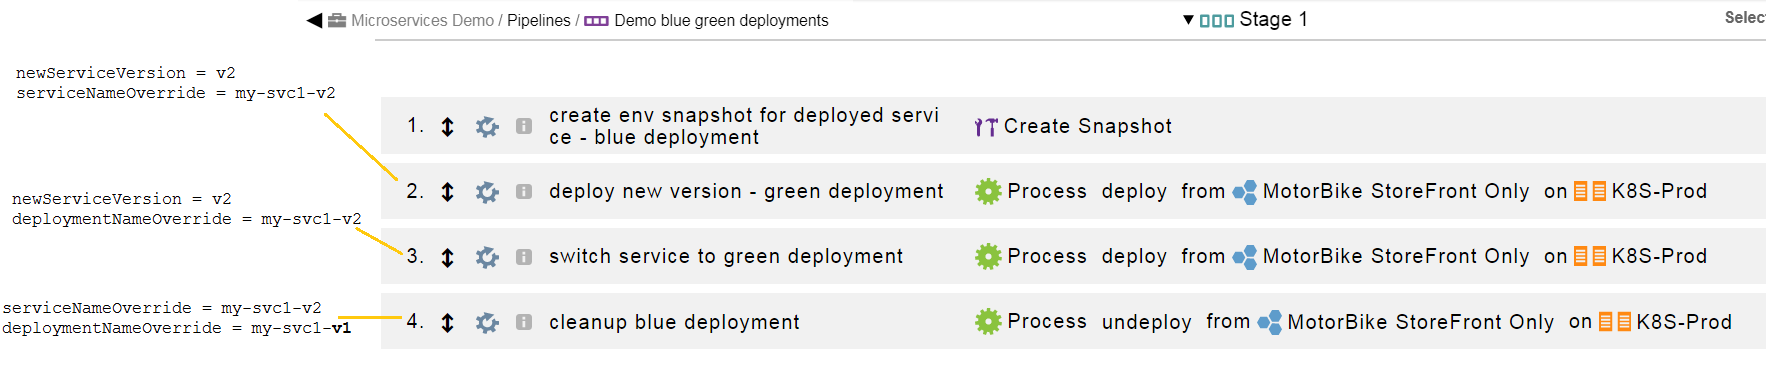 Microservices Demo / Pipelines / Demo blue green deployments
Stage 1
Selec
newServiceVersion = v2
serviceNameOverride = my-svc1-v2
1. create env snapshot for deployed servi
ce - blue deployment
Create Snapshot
2. deploy new version - green deployment Process deploy from MotorBike StoreFront Only on K8S-Prod
newServiceVersion = v2
deploymentNameOverride = my-svc1-v2
3. switch service to green deployment Process deploy from MotorBike StoreFront Only on K8S-Prod
serviceNameOverride = my-svc1-v2
deploymentNameOverride = my-svc1-v1
4. cleanup blue deployment Process undeploy from MotorBike StoreFront Only on K8S-Prod